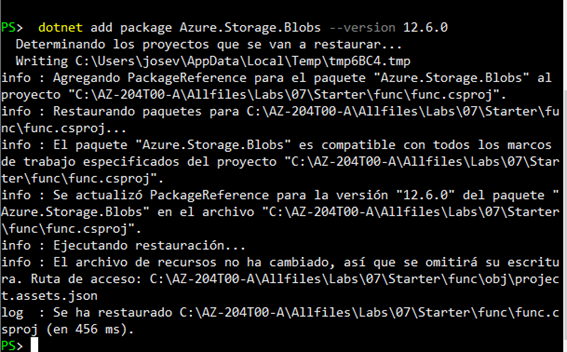 PS>  dotnet add package Azure.Storage.Blobs --version 12.6.0
  Determinando los proyectos que se van a restaurar...
  Writing C:\Users\josev\AppData\Local\Temp\tmp6BC4.tmp
info : Agregando PackageReference para el paquete "Azure.Storage.Blobs" al
proyecto "C:\AZ-204T00-A\Allfiles\Labs\07\Starter\func\func.csproj".
info : Restaurando paquetes para C:\AZ-204T00-A\Allfiles\Labs\07\Starter\fu
nc\func.csproj...
info : El paquete "Azure.Storage.Blobs" es compatible con todos los marcos
de trabajo especificados del proyecto "C:\AZ-204T00-A\Allfiles\Labs\07\Star
ter\func\func.csproj".
info : Se actualizó PackageReference para la versión "12.6.0" del paquete "
Azure.Storage.Blobs" en el archivo "C:\AZ-204T00-A\Allfiles\Labs\07\Starter
\func\func.csproj".
info : Ejecutando restauración...
info : El archivo de recursos no ha cambiado, así que se omitirá su escritu
ra. Ruta de acceso: C:\AZ-204T00-A\Allfiles\Labs\07\Starter\func\obj\projec
t.assets.json
log  : Se ha restaurado C:\AZ-204T00-A\Allfiles\Labs\07\Starter\func\func.c
sproj (en 456 ms).
PS>